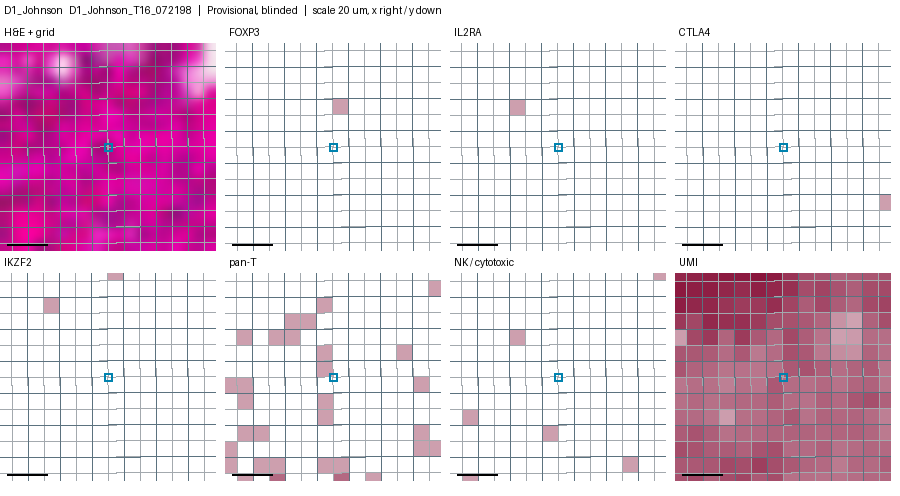 D1_Johnson D1_Johnson_T16_072198 | Provisional, blinded | scale 20 um, x right / y down
H&E + grid
FOXP3
IL2RA
CTLA4
IKZF2
pan-T
NK / cytotoxic
UMI